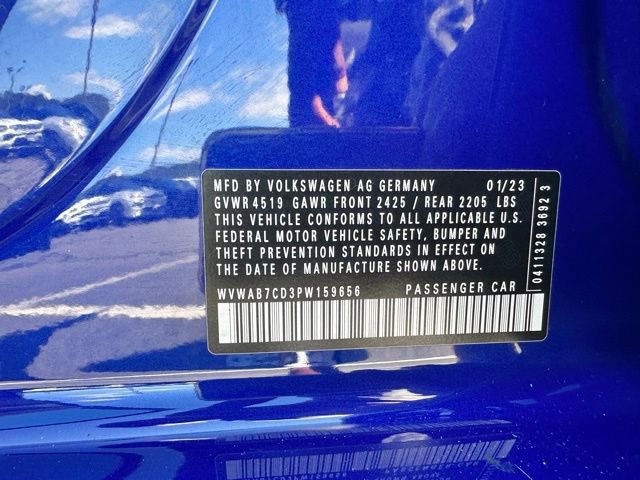 MFD BY VOLKSWAGEN AG GERMANY 01/23
GVWR 4519 GAWR FRONT 2425 / REAR 2205 LBS
THIS VEHICLE CONFORMS TO ALL APPLICABLE U.S.
FEDERAL MOTOR VEHICLE SAFETY, BUMPER AND
THEFT PREVENTION STANDARDS IN EFFECT ON
THE DATE OF MANUFACTURE SHOWN ABOVE.
WVWAB7CD3PW159656 PASSENGER CAR
0411328 3692 3